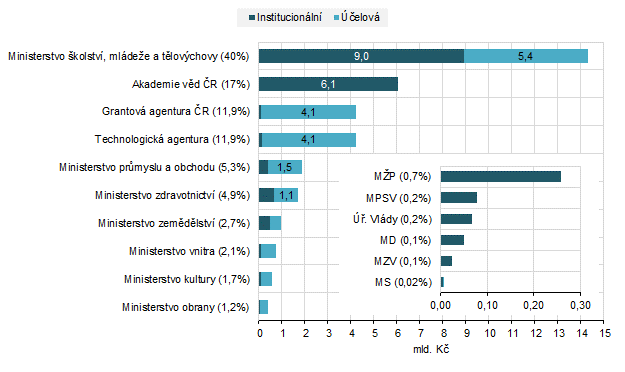 Institucionální Účelová
Ministerstvo školství, mládeže a tělovýchovy (40%) 9,0 5,4
Akademie věd ČR (17%) 6,1
Grantová agentura ČR (11,9%) 4,1
Technologická agentura (11,9%) 4,1
Ministerstvo průmyslu a obchodu (5,3%) 1,5
Ministerstvo zdravotnictví (4,9%) 1,1
Ministerstvo zemědělství (2,7%)
Ministerstvo vnitra (2,1%)
Ministerstvo kultury (1,7%)
Ministerstvo obrany (1,2%)
0 1 2 3 4 5 6 7 8 9 10 11 12 13 14 15
mld. Kč
MŽP (0,7%)
MPSV (0,2%)
Úř. Vlády (0,2%)
MD (0,1%)
MZV (0,1%)
MS (0,02%)
0,00 0,10 0,20 0,30